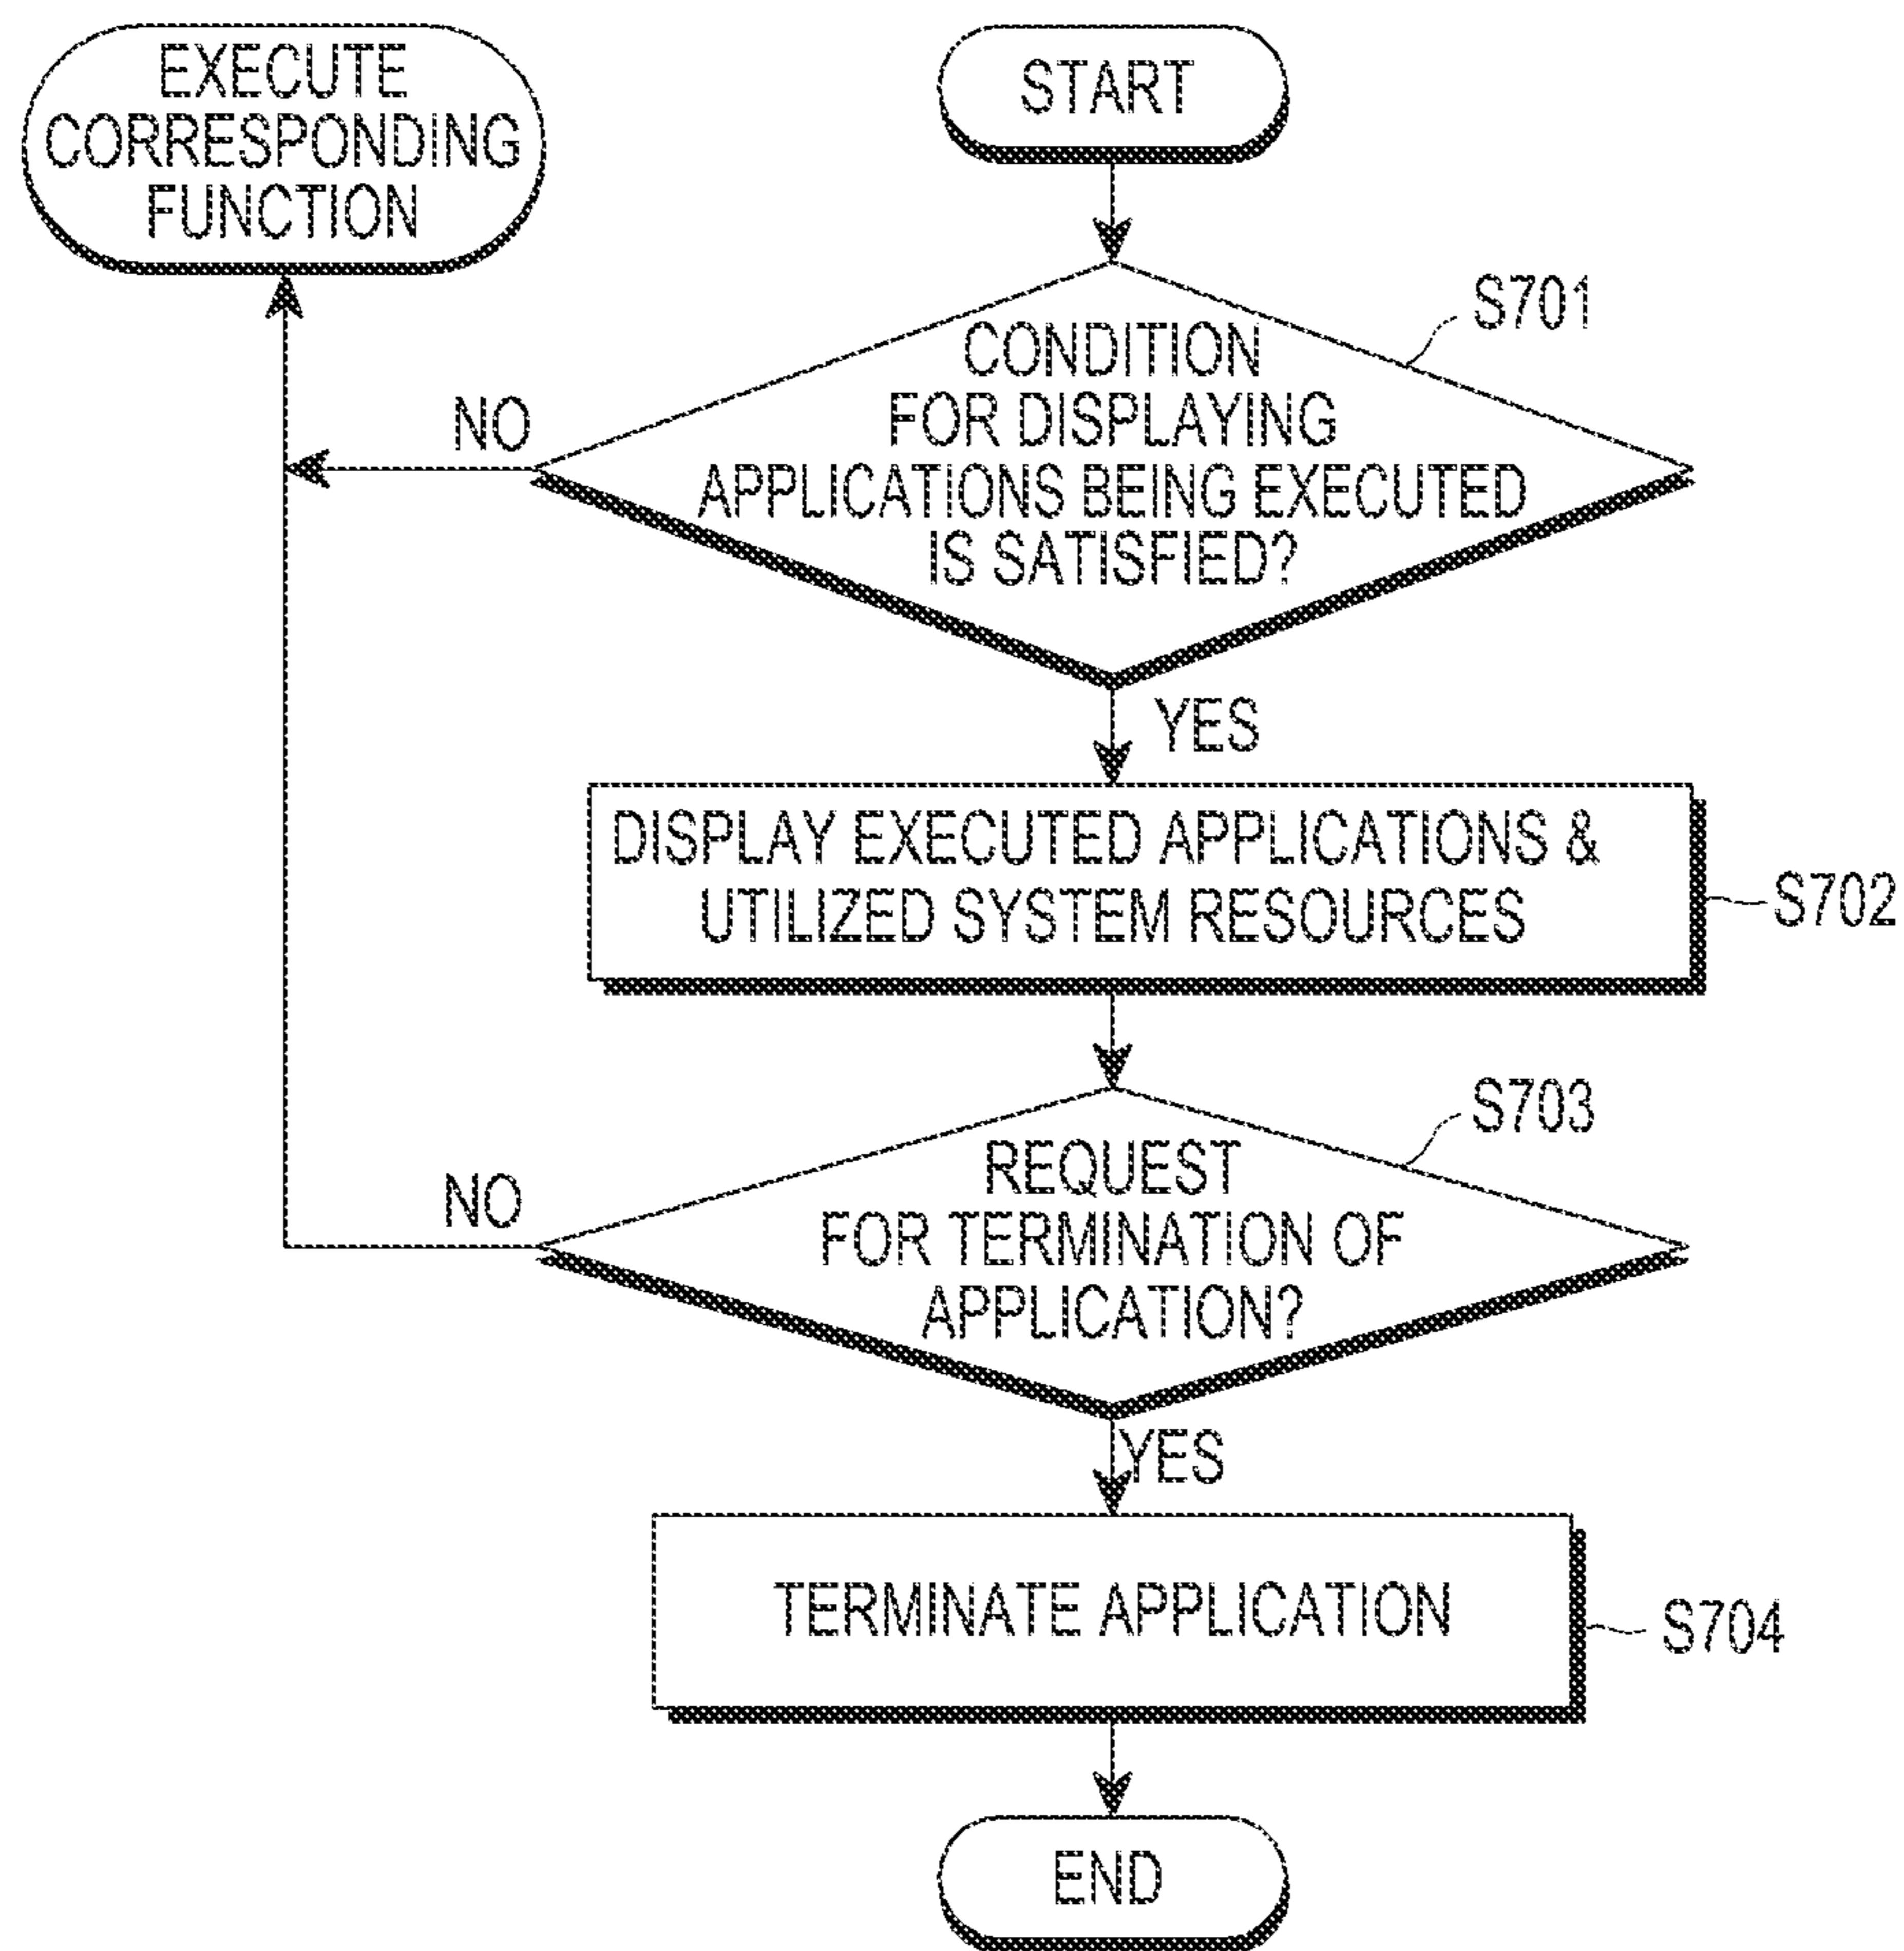 EXECUTE
CORRESPONDING
FUNCTION
START
S701
CONDITION
FOR DISPLAYING
APPLICATIONS BEING EXECUTED
IS SATISFIED?
NO
YES
DISPLAY EXECUTED APPLICATIONS &
UTILIZED SYSTEM RESOURCES
S702
S703
REQUEST
FOR TERMINATION OF
APPLICATION?
NO
YES
TERMINATE APPLICATION
S704
END